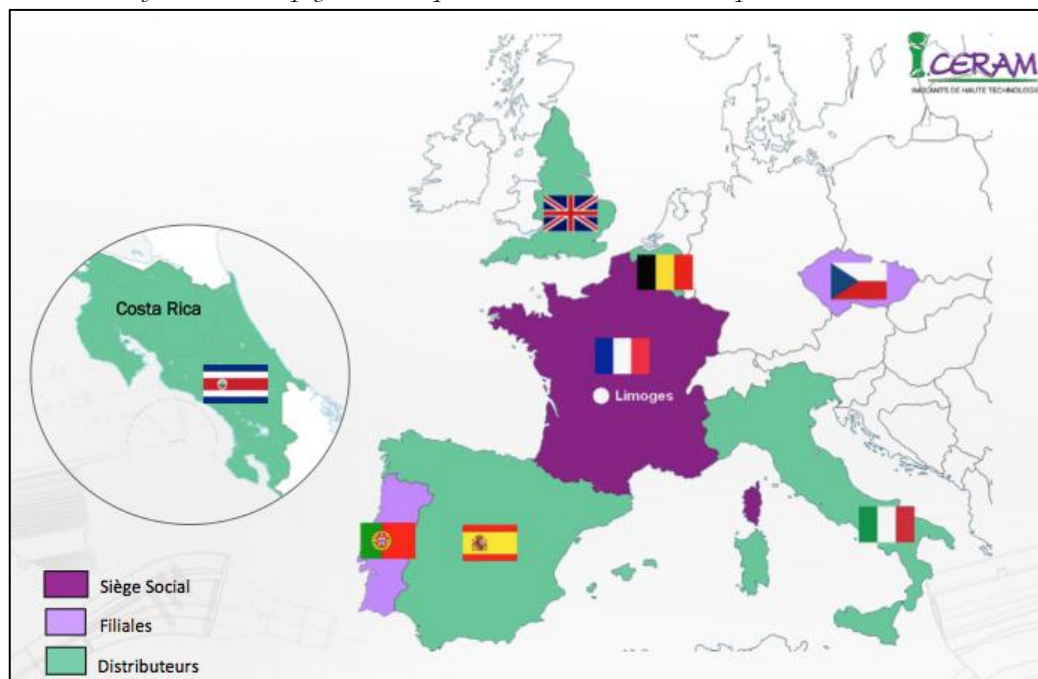 i.CERAM
IMPLANTS DE HAUTE TECHNOLOGIE
Costa Rica
Limoges
Siège Social
Filiales
Distributeurs